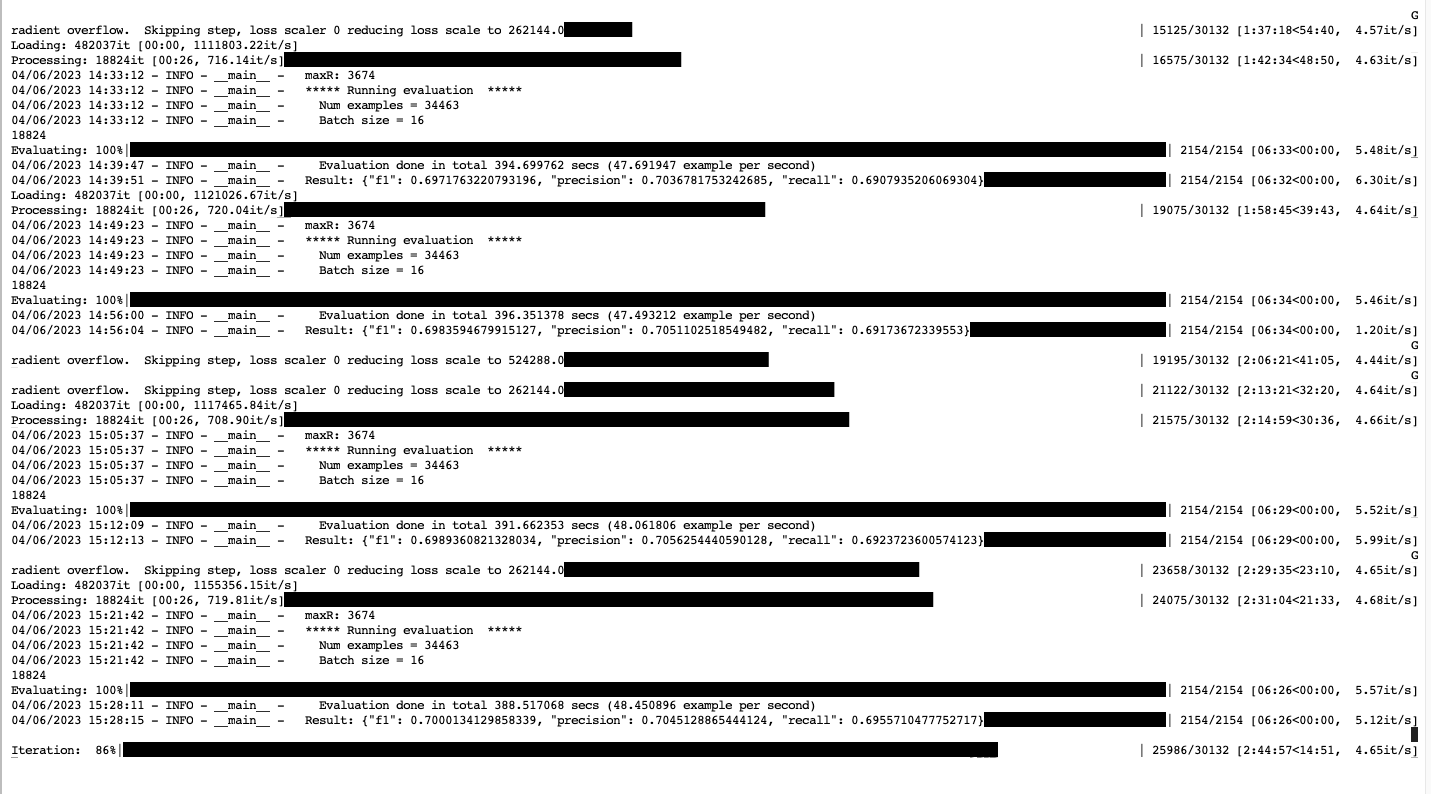 G
radient overflow.  Skipping step, loss scaler 0 reducing loss scale to 262144.0 | 15125/30132 [1:37:18<54:40,  4.57it/s]
Loading: 482037it [00:00, 1111803.22it/s]
Processing: 18824it [00:26, 716.14it/s] | 16575/30132 [1:42:34<48:50,  4.63it/s]
04/06/2023 14:33:12 - INFO - __main__ -   maxR: 3674
04/06/2023 14:33:12 - INFO - __main__ -   ***** Running evaluation  *****
04/06/2023 14:33:12 - INFO - __main__ -     Num examples = 34463
04/06/2023 14:33:12 - INFO - __main__ -     Batch size = 16
18824
Evaluating: 100%| | 2154/2154 [06:33<00:00,  5.48it/s]
04/06/2023 14:39:47 - INFO - __main__ -     Evaluation done in total 394.699762 secs (47.691947 example per second)
04/06/2023 14:39:51 - INFO - __main__ -   Result: {"f1": 0.6971763220793196, "precision": 0.7036781753242685, "recall": 0.6907935206069304} | 2154/2154 [06:32<00:00,  6.30it/s]
Loading: 482037it [00:00, 1121026.67it/s]
Processing: 18824it [00:26, 720.04it/s] | 19075/30132 [1:58:45<39:43,  4.64it/s]
04/06/2023 14:49:23 - INFO - __main__ -   maxR: 3674
04/06/2023 14:49:23 - INFO - __main__ -   ***** Running evaluation  *****
04/06/2023 14:49:23 - INFO - __main__ -     Num examples = 34463
04/06/2023 14:49:23 - INFO - __main__ -     Batch size = 16
18824
Evaluating: 100%| | 2154/2154 [06:34<00:00,  5.46it/s]
04/06/2023 14:56:00 - INFO - __main__ -     Evaluation done in total 396.351378 secs (47.493212 example per second)
04/06/2023 14:56:04 - INFO - __main__ -   Result: {"f1": 0.6983594679915127, "precision": 0.7051102518549482, "recall": 0.69173672339553} | 2154/2154 [06:34<00:00,  1.20it/s]
G
radient overflow.  Skipping step, loss scaler 0 reducing loss scale to 524288.0 | 19195/30132 [2:06:21<41:05,  4.44it/s]
G
radient overflow.  Skipping step, loss scaler 0 reducing loss scale to 262144.0 | 21122/30132 [2:13:21<32:20,  4.64it/s]
Loading: 482037it [00:00, 1117465.84it/s]
Processing: 18824it [00:26, 708.90it/s] | 21575/30132 [2:14:59<30:36,  4.66it/s]
04/06/2023 15:05:37 - INFO - __main__ -   maxR: 3674
04/06/2023 15:05:37 - INFO - __main__ -   ***** Running evaluation  *****
04/06/2023 15:05:37 - INFO - __main__ -     Num examples = 34463
04/06/2023 15:05:37 - INFO - __main__ -     Batch size = 16
18824
Evaluating: 100%| | 2154/2154 [06:29<00:00,  5.52it/s]
04/06/2023 15:12:09 - INFO - __main__ -     Evaluation done in total 391.662353 secs (48.061806 example per second)
04/06/2023 15:12:13 - INFO - __main__ -   Result: {"f1": 0.6989360821328034, "precision": 0.7056254440590128, "recall": 0.6923723600574123} | 2154/2154 [06:29<00:00,  5.99it/s]
G
radient overflow.  Skipping step, loss scaler 0 reducing loss scale to 262144.0 | 23658/30132 [2:29:35<23:10,  4.65it/s]
Loading: 482037it [00:00, 1155356.15it/s]
Processing: 18824it [00:26, 719.81it/s] | 24075/30132 [2:31:04<21:33,  4.68it/s]
04/06/2023 15:21:42 - INFO - __main__ -   maxR: 3674
04/06/2023 15:21:42 - INFO - __main__ -   ***** Running evaluation  *****
04/06/2023 15:21:42 - INFO - __main__ -     Num examples = 34463
04/06/2023 15:21:42 - INFO - __main__ -     Batch size = 16
18824
Evaluating: 100%| | 2154/2154 [06:26<00:00,  5.57it/s]
04/06/2023 15:28:11 - INFO - __main__ -     Evaluation done in total 388.517068 secs (48.450896 example per second)
04/06/2023 15:28:15 - INFO - __main__ -   Result: {"f1": 0.7000134129858339, "precision": 0.7045128865444124, "recall": 0.6955710477752717} | 2154/2154 [06:26<00:00,  5.12it/s]
Iteration:  86%| | 25986/30132 [2:44:57<14:51,  4.65it/s]